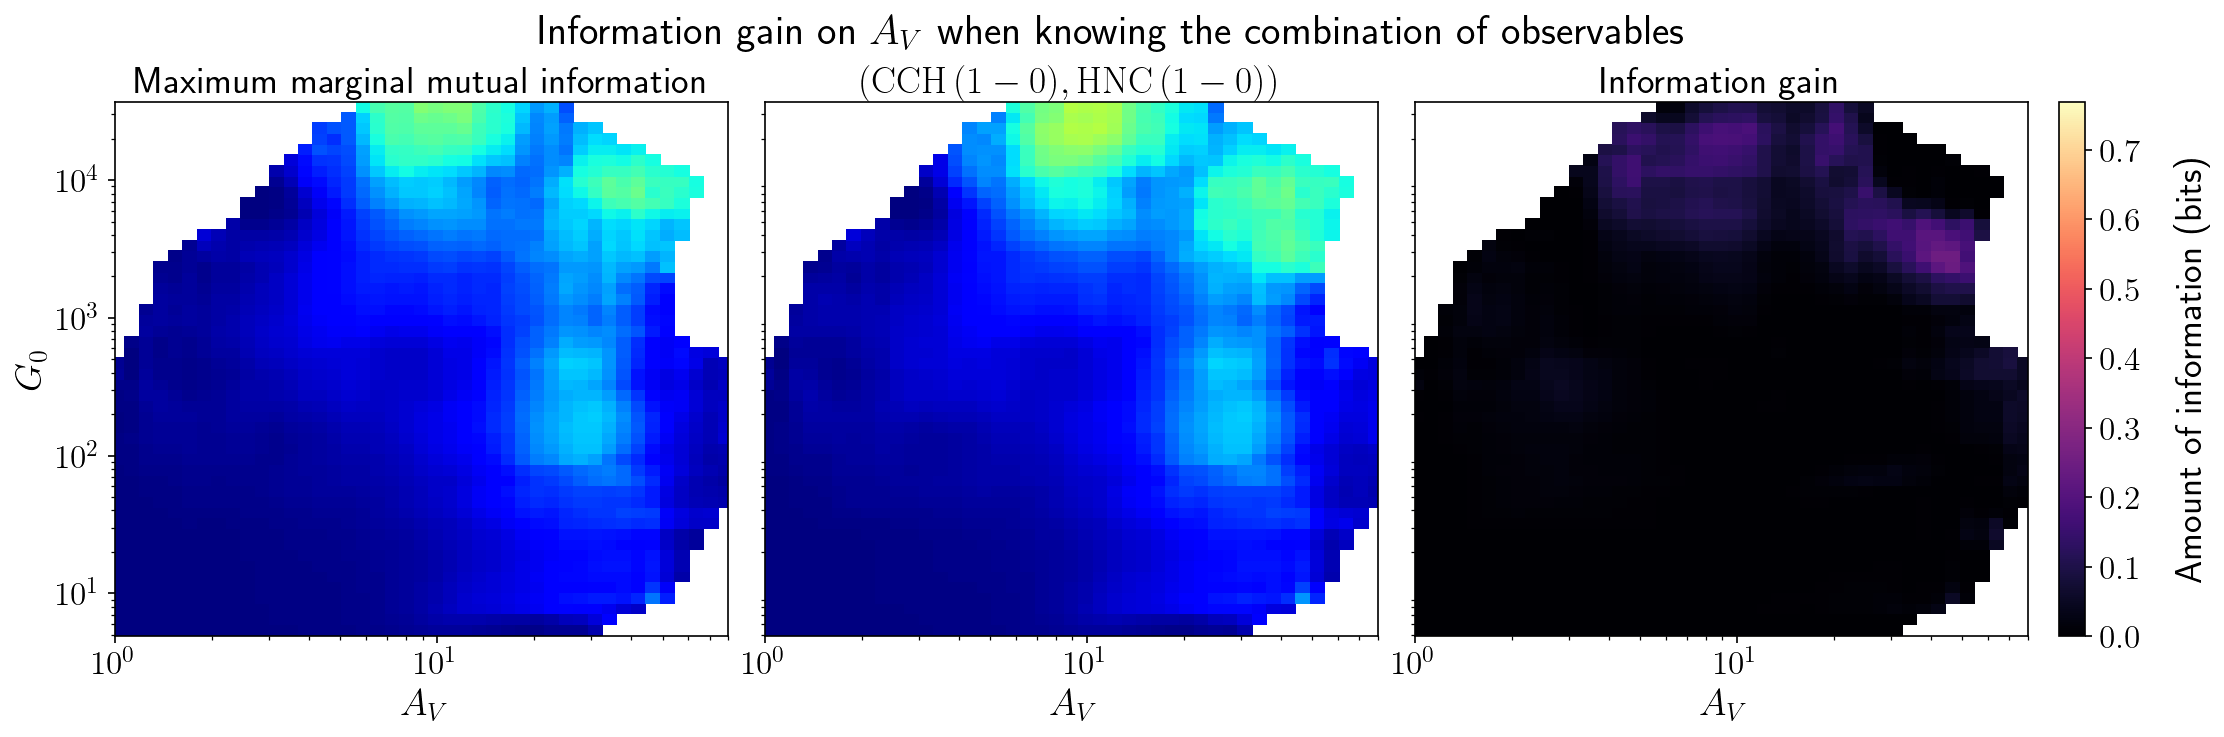 Information gain on $A_V$ when knowing the combination of observables
Maximum marginal mutual information
(CCH (1 − 0), HNC (1 − 0))
Information gain
$G_0$
$10^4$
$10^3$
$10^2$
$10^1$
$10^0$ $10^1$
$A_V$
$10^0$ $10^1$
$A_V$
$10^0$ $10^1$
$A_V$
0.7
0.6
0.5
0.4
0.3
0.2
0.1
0.0
Amount of information (bits)